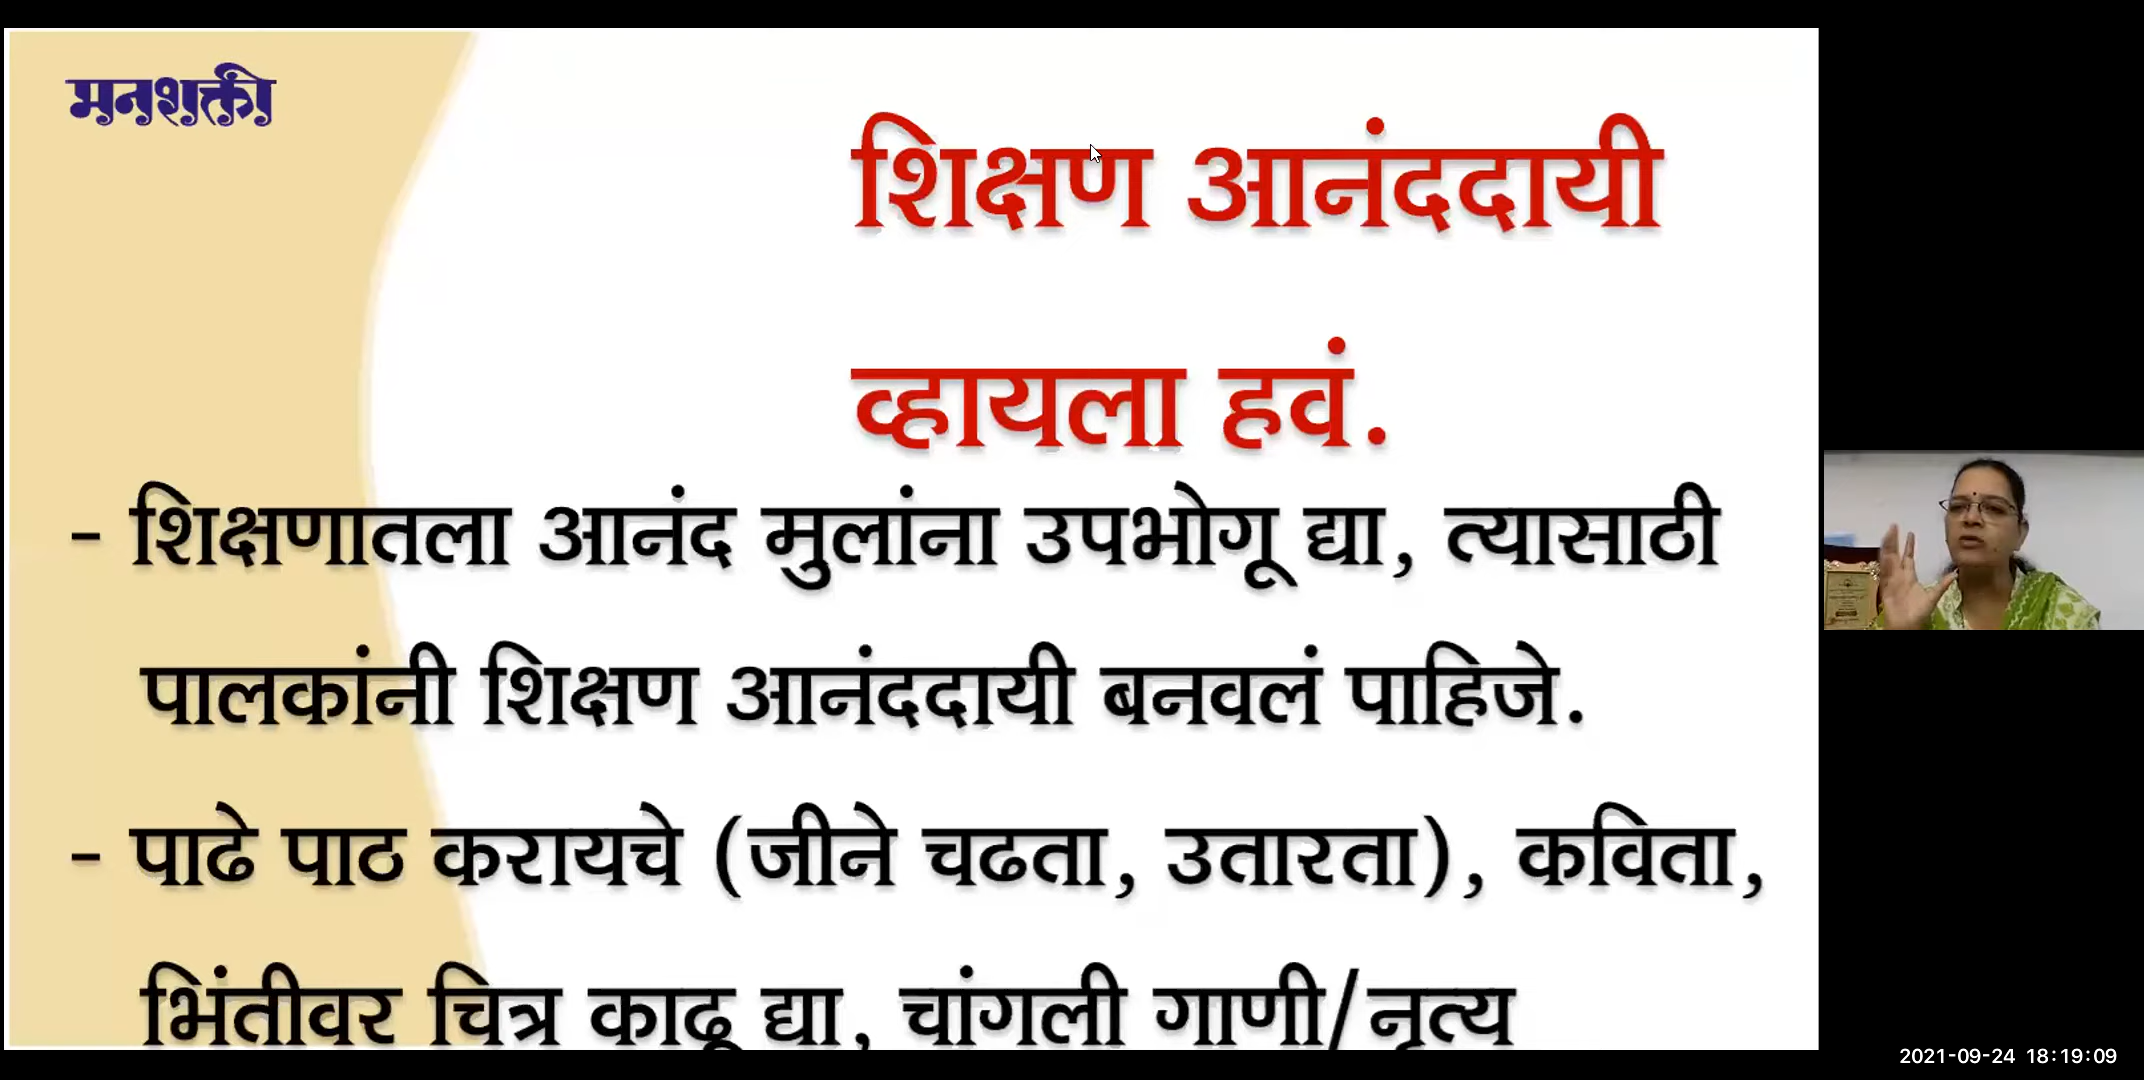 मनशक्ती
शिक्षण आनंददायी
व्हायला हवं.
- शिक्षणातला आनंद मुलांना उपभोगू द्या, त्यासाठी
पालकांनी शिक्षण आनंददायी बनवलं पाहिजे.
- पाढे पाठ करायचे (जीने चढता, उतारता), कविता,
भिंतीवर चित्र काढू द्या, चांगली गाणी/नृत्य
2021-09-24 18:19:09